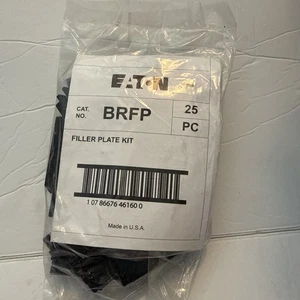 EATON
CAT. NO. BRFP 25 PC
FILLER PLATE KIT
1 07 86676 46160 0
Made in U.S.A.